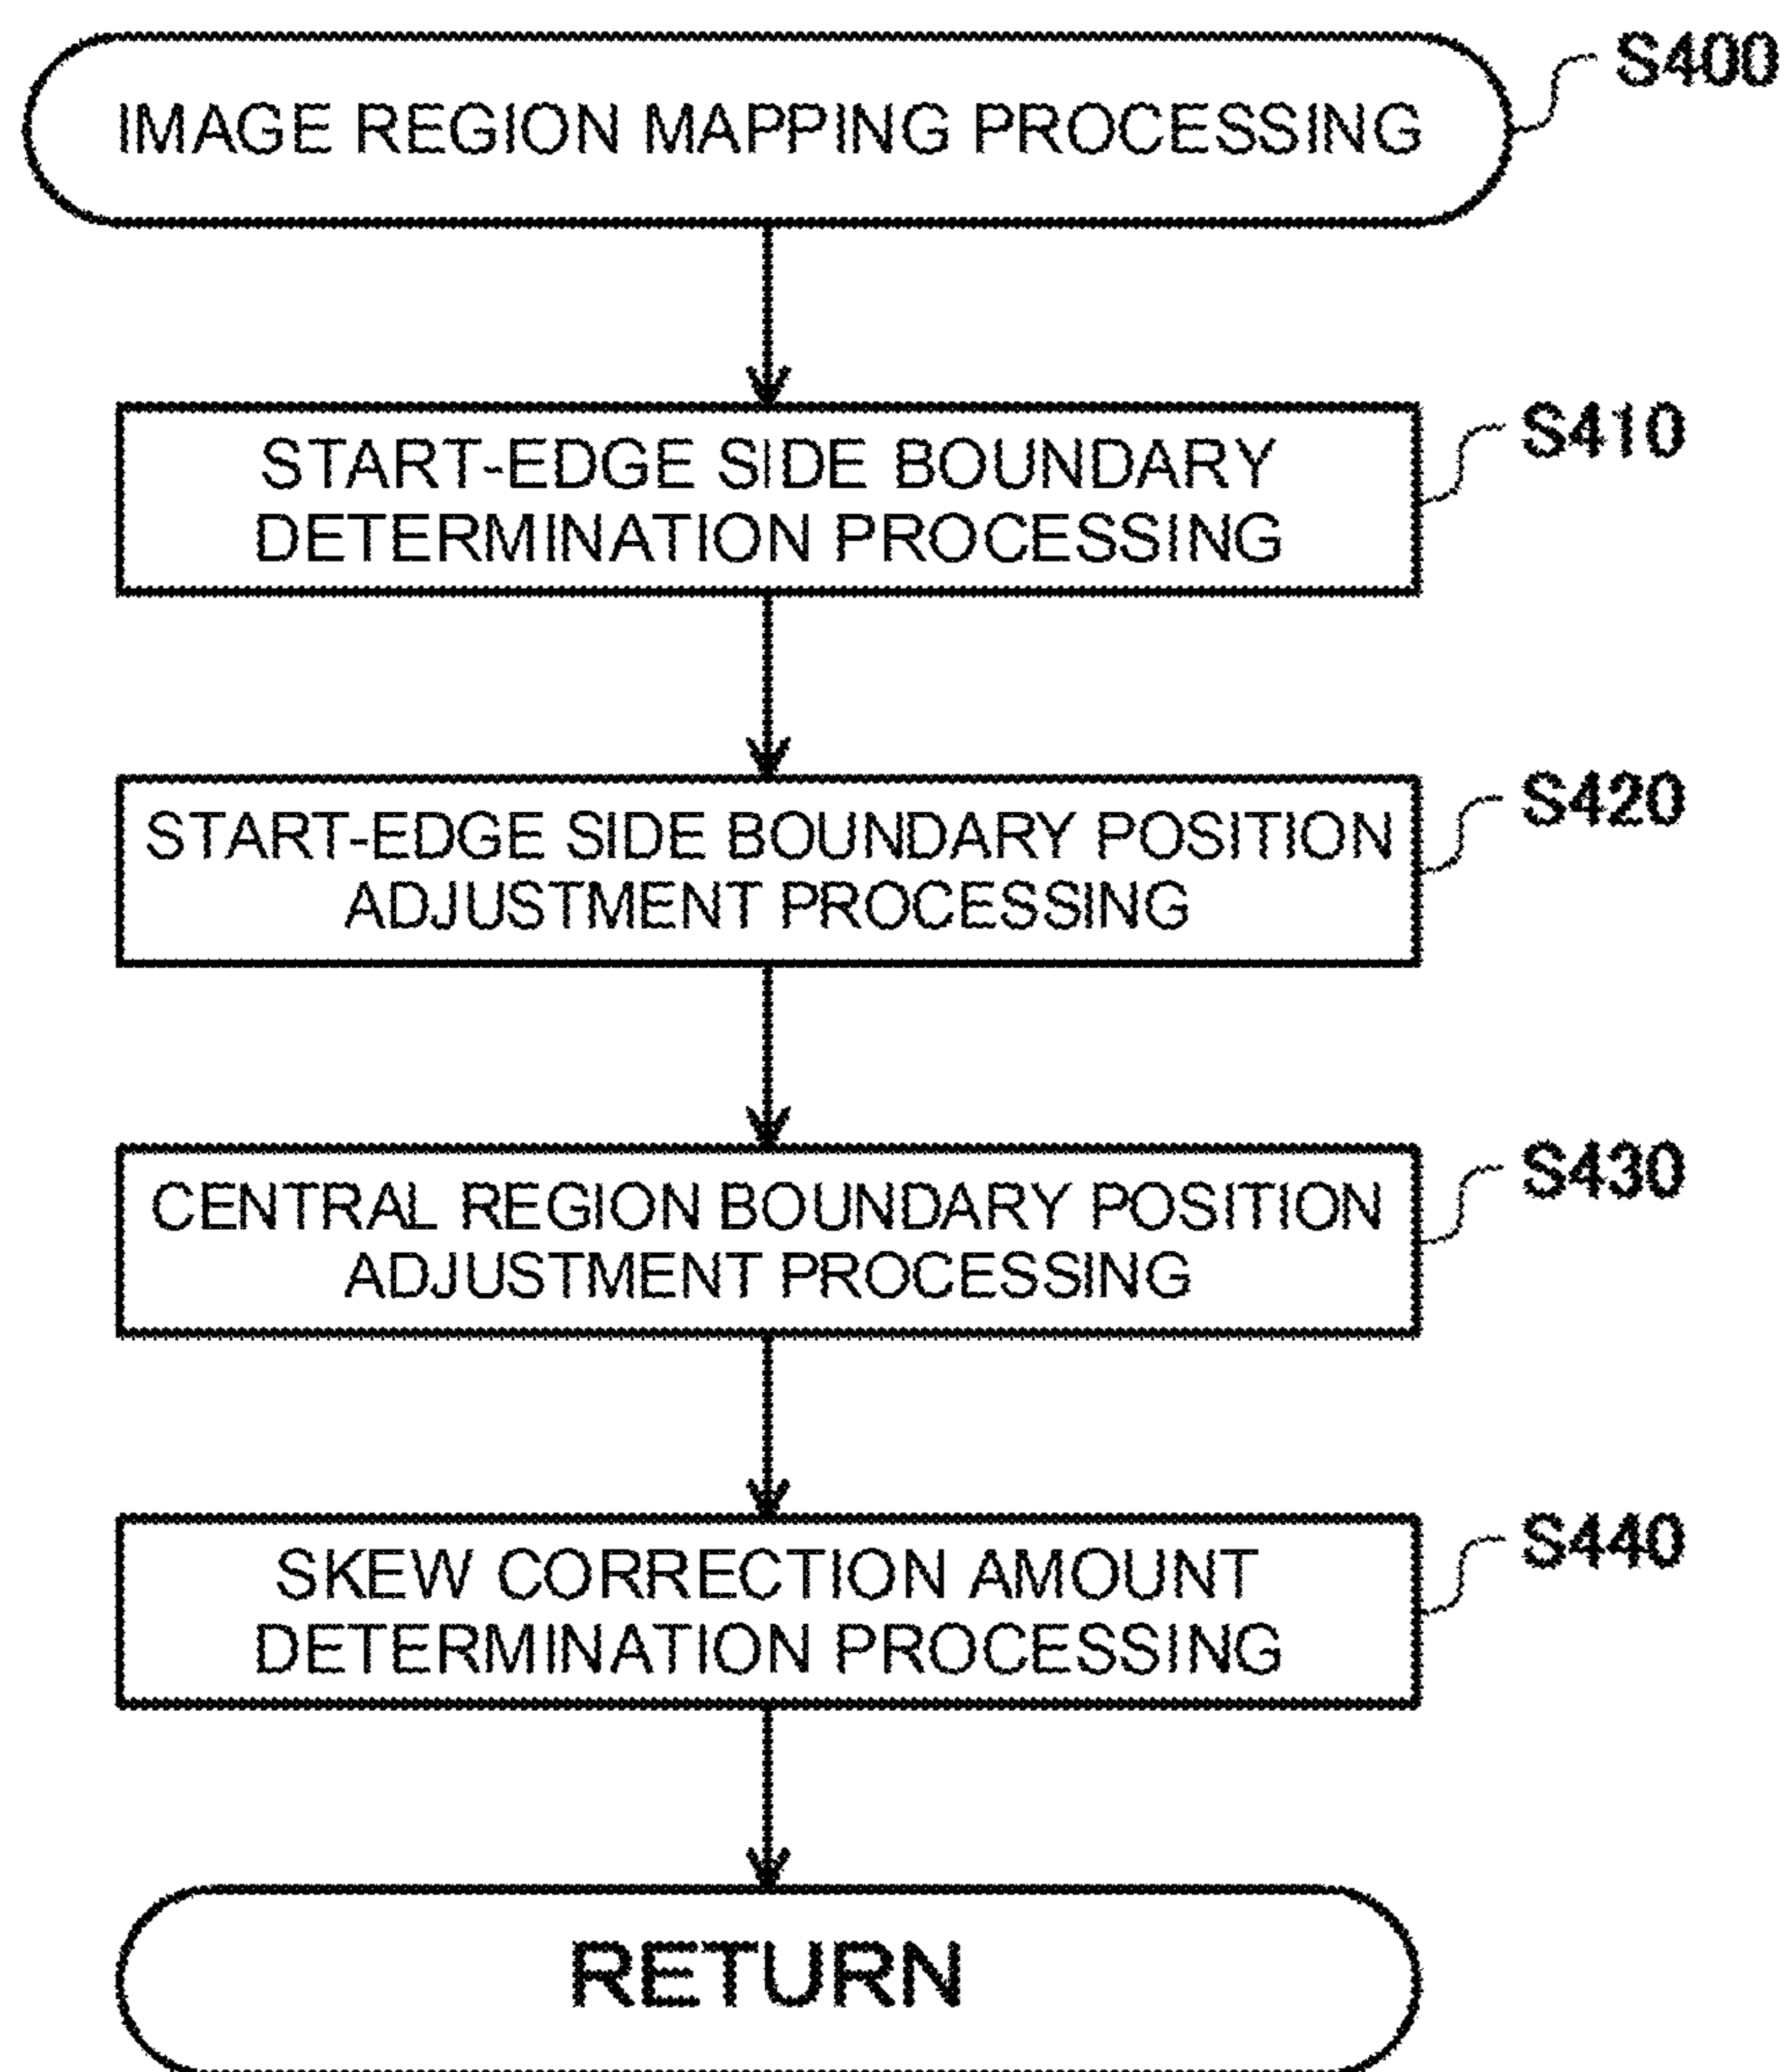 IMAGE REGION MAPPING PROCESSING
S400
START-EDGE SIDE BOUNDARY
DETERMINATION PROCESSING
S410
START-EDGE SIDE BOUNDARY POSITION
ADJUSTMENT PROCESSING
S420
CENTRAL REGION BOUNDARY POSITION
ADJUSTMENT PROCESSING
S430
SKEW CORRECTION AMOUNT
DETERMINATION PROCESSING
S440
RETURN